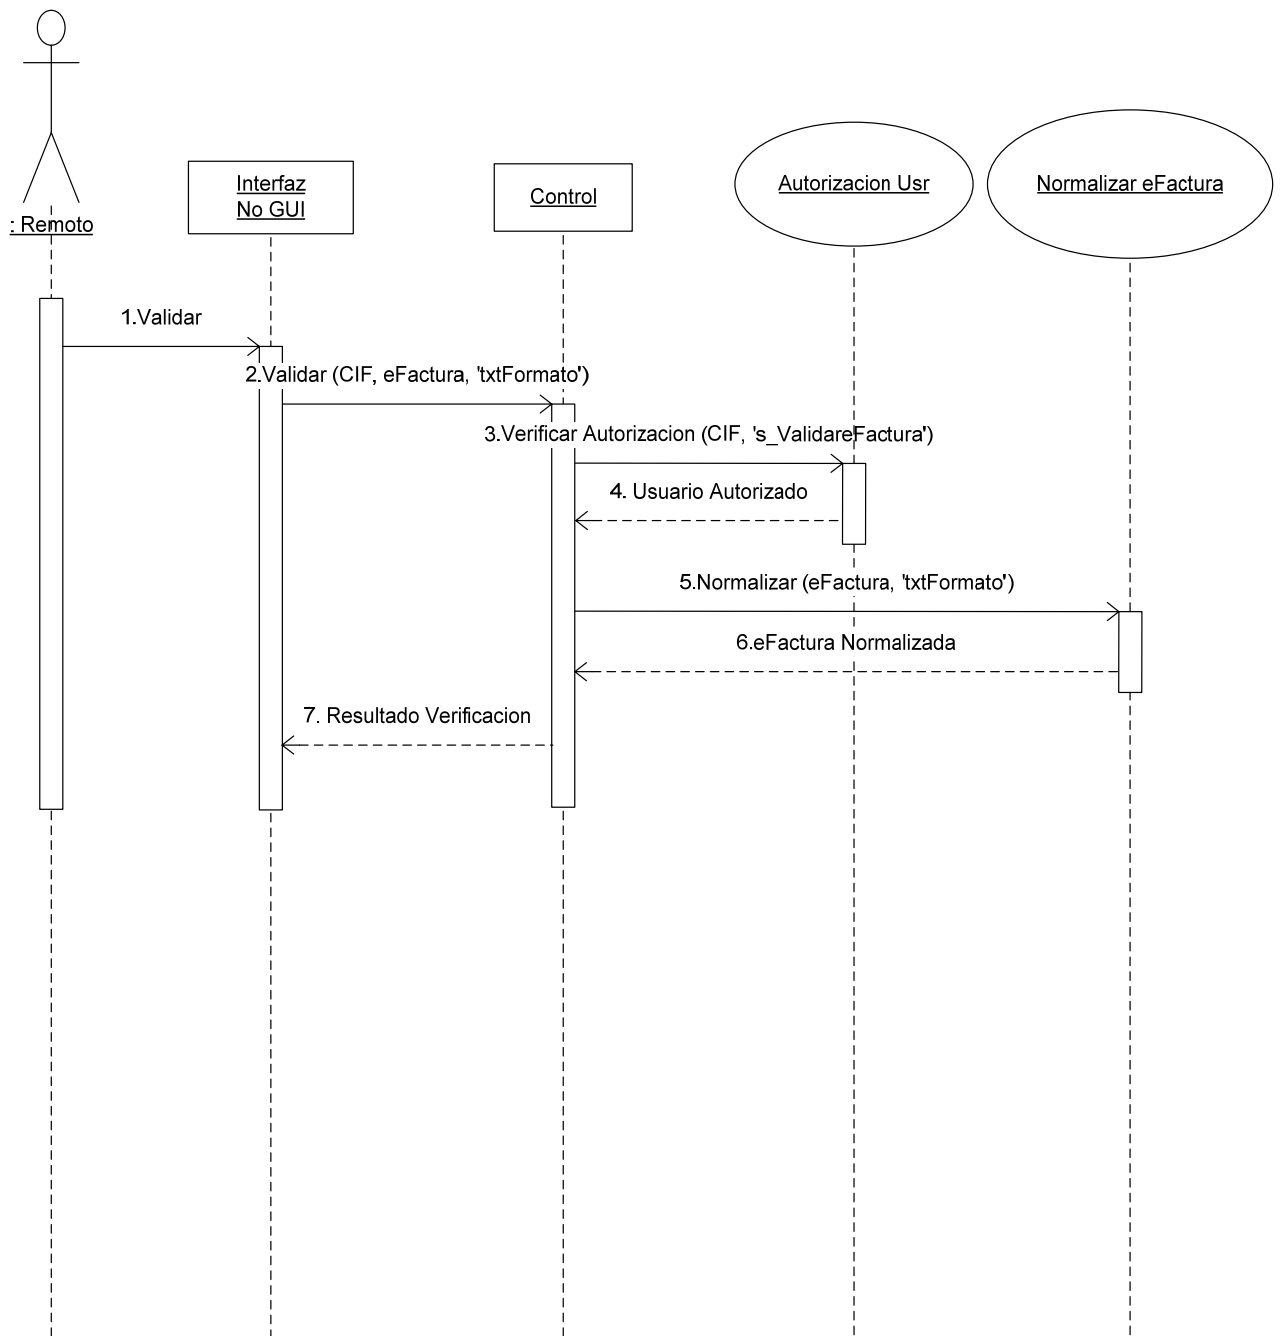 Interfaz
No GUI
Control
Autorizacion Usr
Normalizar eFactura
: Remoto
1.Validar
2.Validar (CIF, eFactura, 'txtFormato')
3.Verificar Autorizacion (CIF, 's_ValidareFactura')
4. Usuario Autorizado
5.Normalizar (eFactura, 'txtFormato')
6.eFactura Normalizada
7. Resultado Verificacion